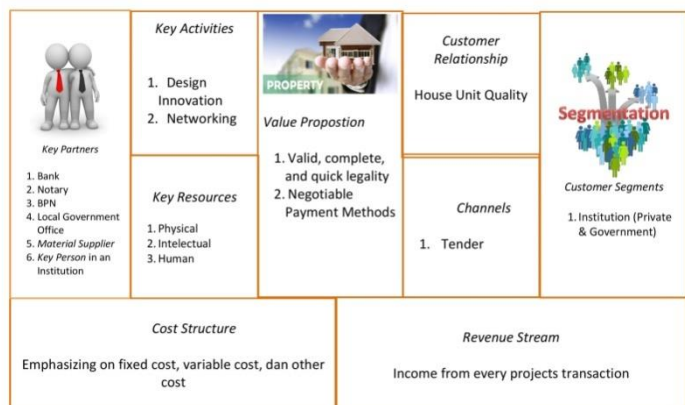 Key Partners
1. Bank
2. Notary
3. BPN
4. Local Government
Office
5. Material Supplier
6. Key Person in an
Institution
Key Activities
1. Design
Innovation
2. Networking
Key Resources
1. Physical
2. Intelectual
3. Human
PROPERTY
Value Propostion
1. Valid, complete,
and quick legality
2. Negotiable
Payment Methods
Customer
Relationship
House Unit Quality
Channels
1. Tender
Segmentation
Customer Segments
1. Institution (Private
& Government)
Cost Structure
Emphasizing on fixed cost, variable cost, dan other
cost
Revenue Stream
Income from every projects transaction